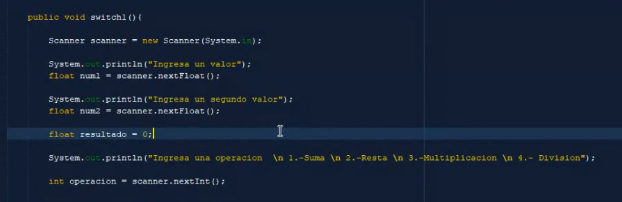 public void switch1(){
Scanner scanner = new Scanner(System.in);
System.out.println("Ingresa un valor");
float num1 = scanner.nextFloat();
System.out.println("Ingresa un segundo valor");
float num2 = scanner.nextFloat();
float resultado = 0;
System.out.println("Ingresa una operacion \n 1.-Suma \n 2.-Resta \n 3.-Multiplicacion \n 4.- Division");
int operacion = scanner.nextInt();